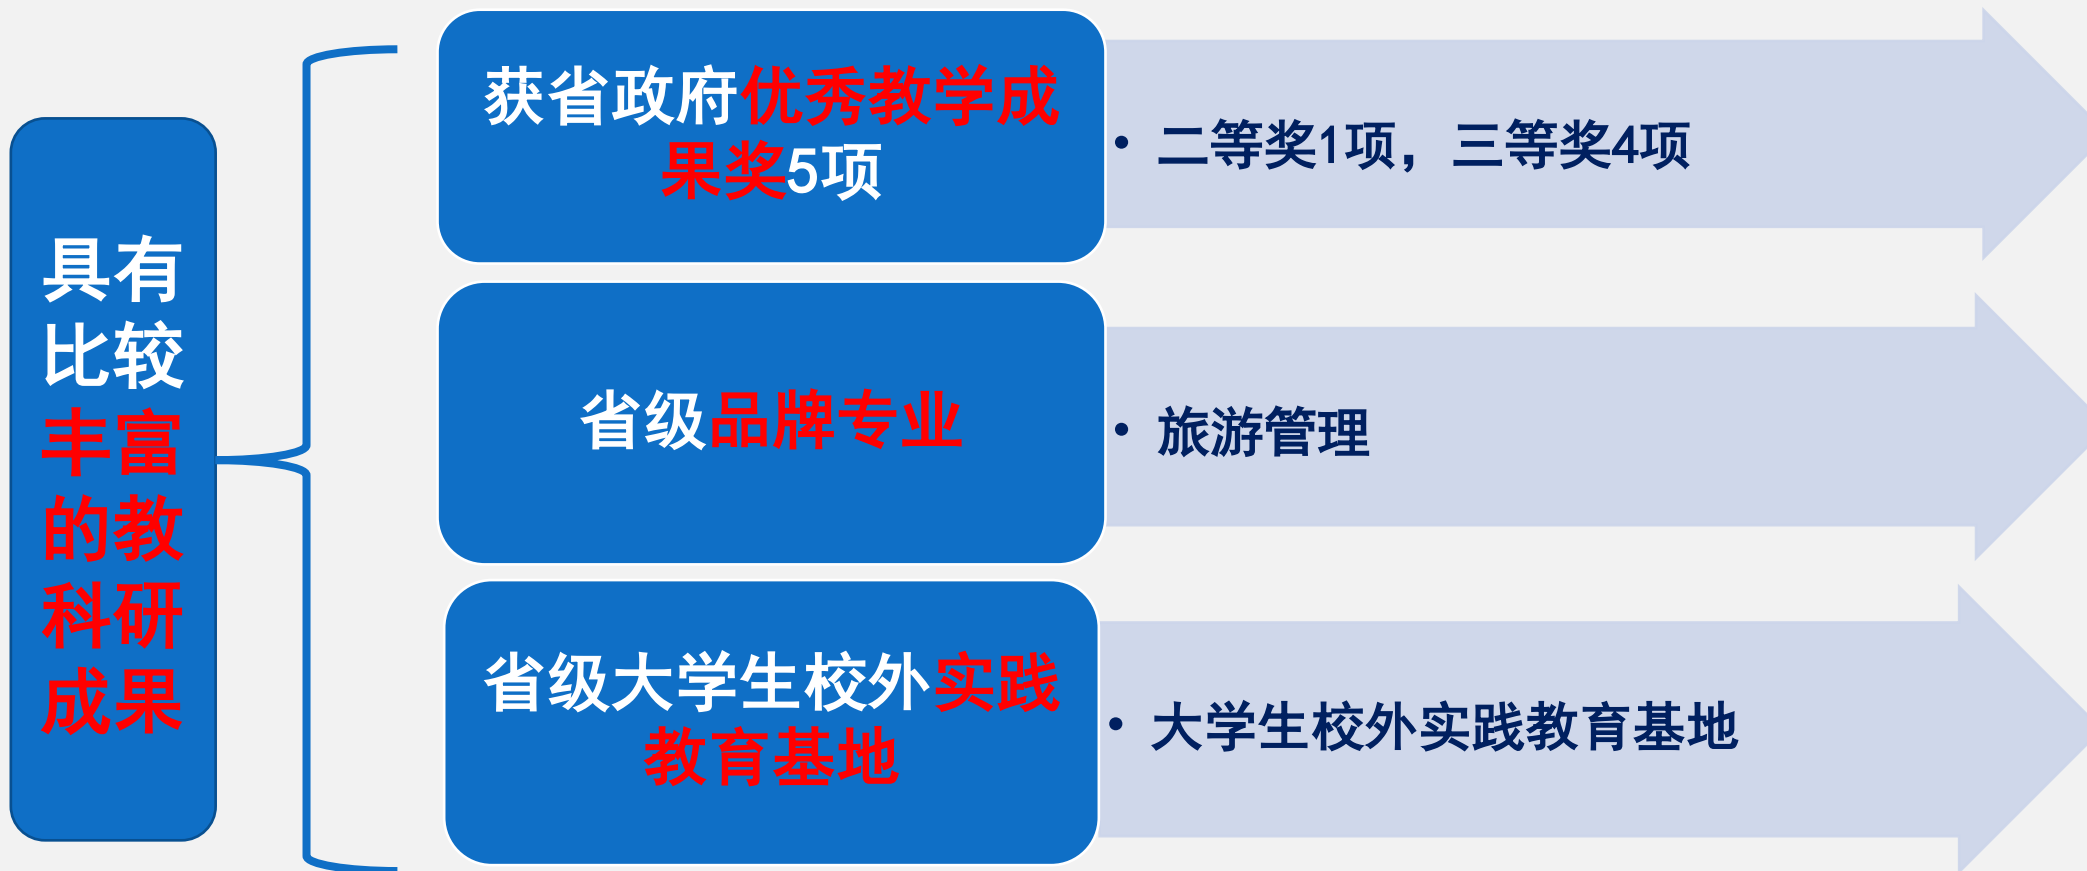 具有
比较
丰富
的教
科研
成果
获省政府优秀教学成
果奖5项
• 二等奖1项，三等奖4项
省级品牌专业
• 旅游管理
省级大学生校外实践
教育基地
• 大学生校外实践教育基地